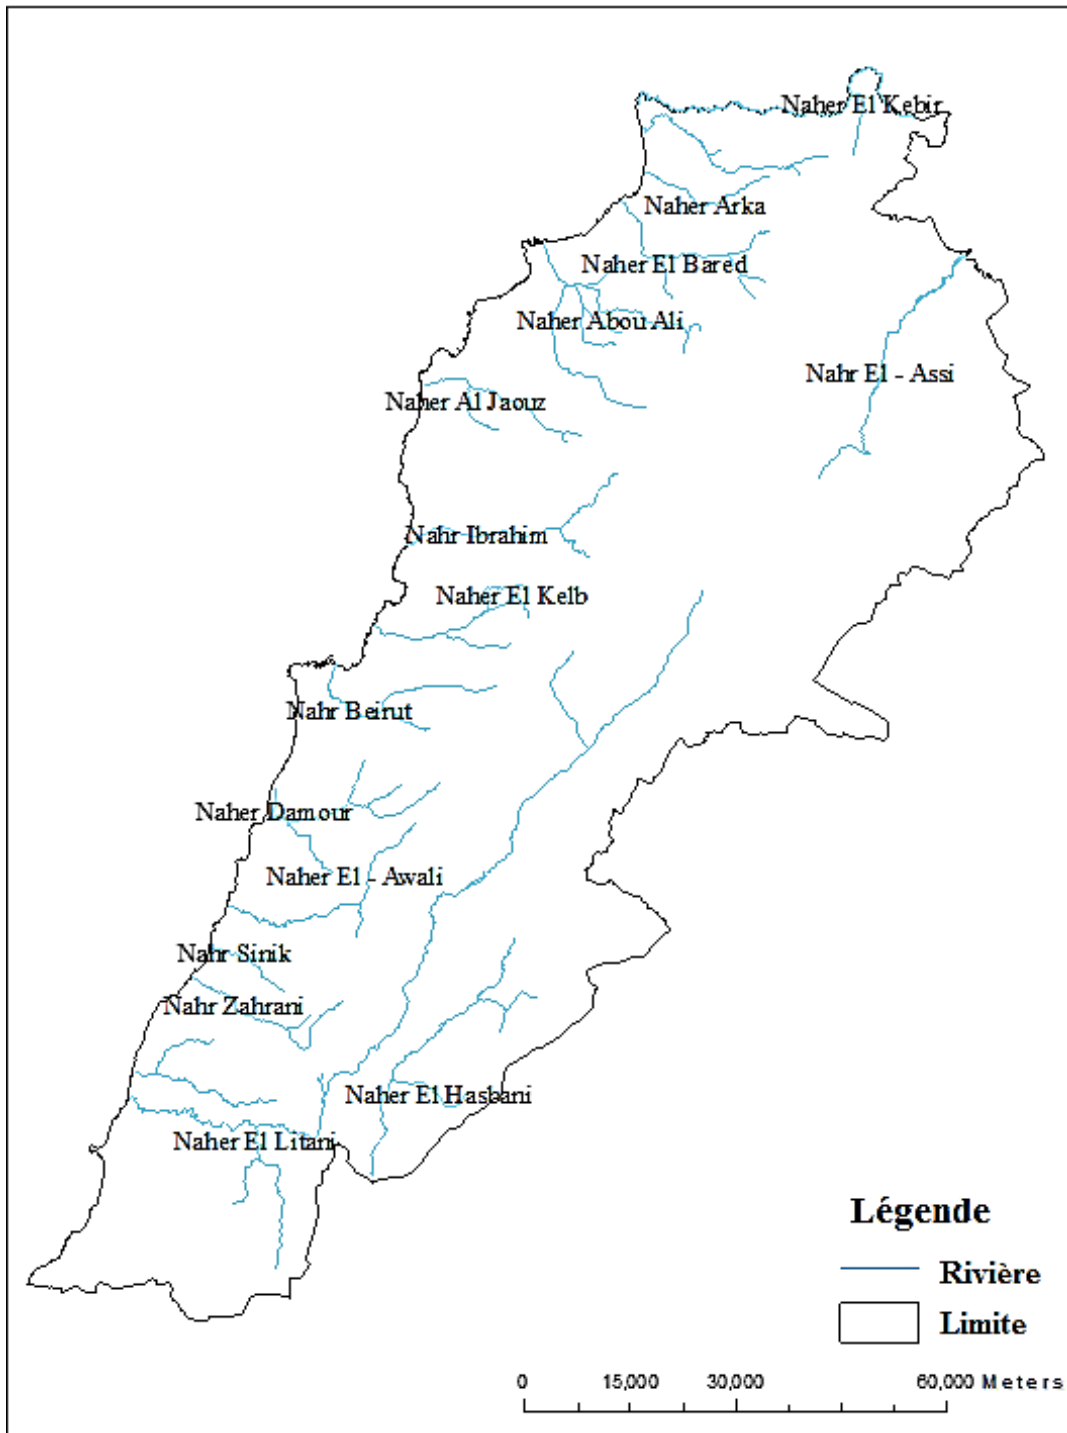 Naher El Kebir
Naher Arka
Naher El Bared
Naher Abou Ali
Nahr El - Assi
Naher Al Jaouz
Nahr Ibrahim
Naher El Kelb
Nahr Beirut
Naher Damour
Naher El - Awali
Nahr Sinik
Nahr Zahrani
Naher El Hasbani
Naher El Litani
Légende
Rivière
Limite
0 15,000 30,000 60,000 Meters